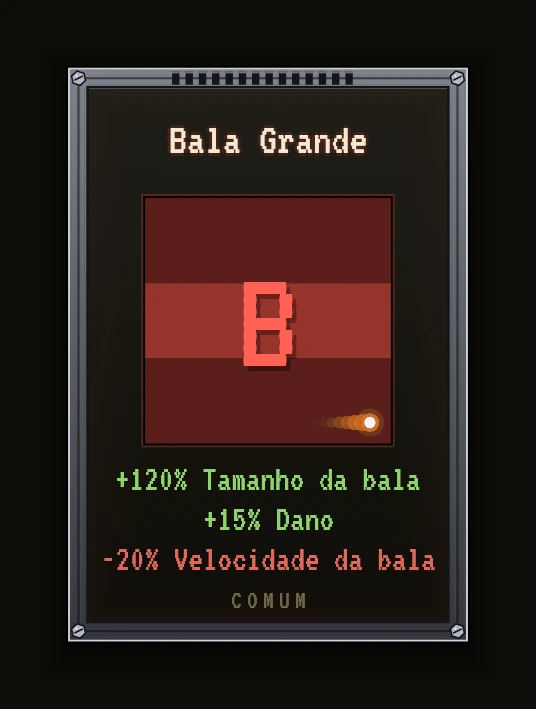 Bala Grande
B
+120% Tamanho da bala
+15% Dano
-20% Velocidade da bala
COMUM